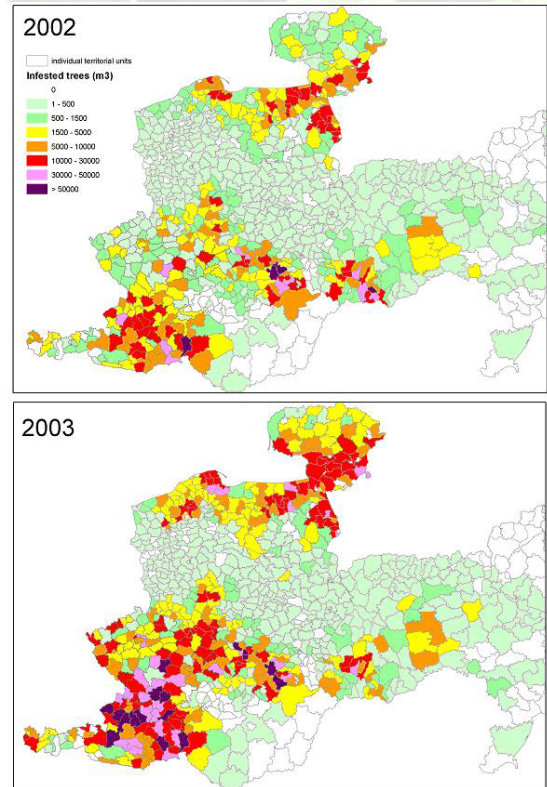 2002
individual territorial units
Infested trees (m3)
0
1 - 500
500 - 1500
1500 - 5000
5000 - 10000
10000 - 30000
30000 - 50000
> 50000
2003